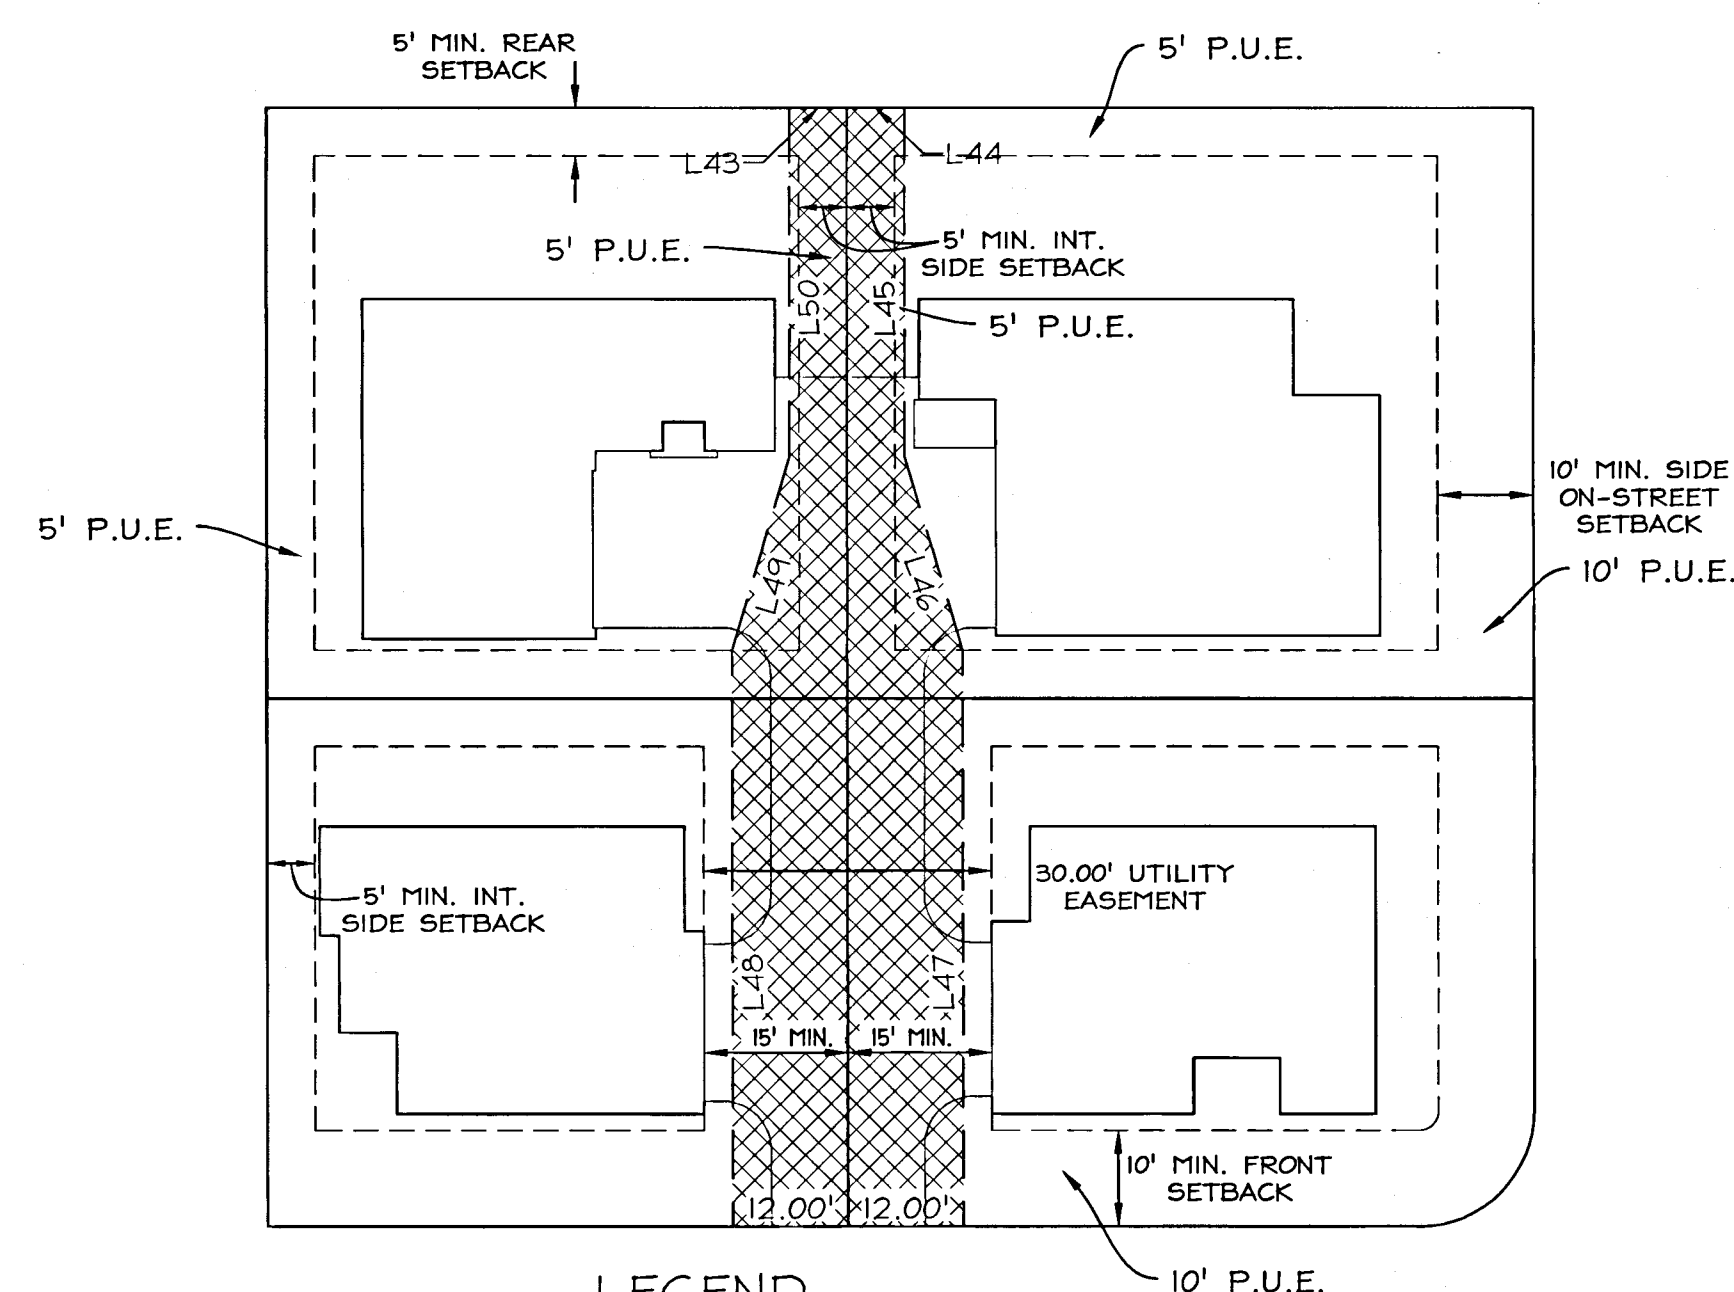 5' MIN. REAR
SETBACK
5' P.U.E.
L43
L44
5' P.U.E.
5' MIN. INT.
SIDE SETBACK
L50
L45
5' P.U.E.
10' MIN. SIDE
ON-STREET
SETBACK
5' P.U.E.
10' P.U.E.
L49
L46
30.00' UTILITY
EASEMENT
5' MIN. INT.
SIDE SETBACK
L48
L47
15' MIN.
15' MIN.
10' MIN. FRONT
SETBACK
12.00'
12.00'
10' P.U.E.
LEGEND